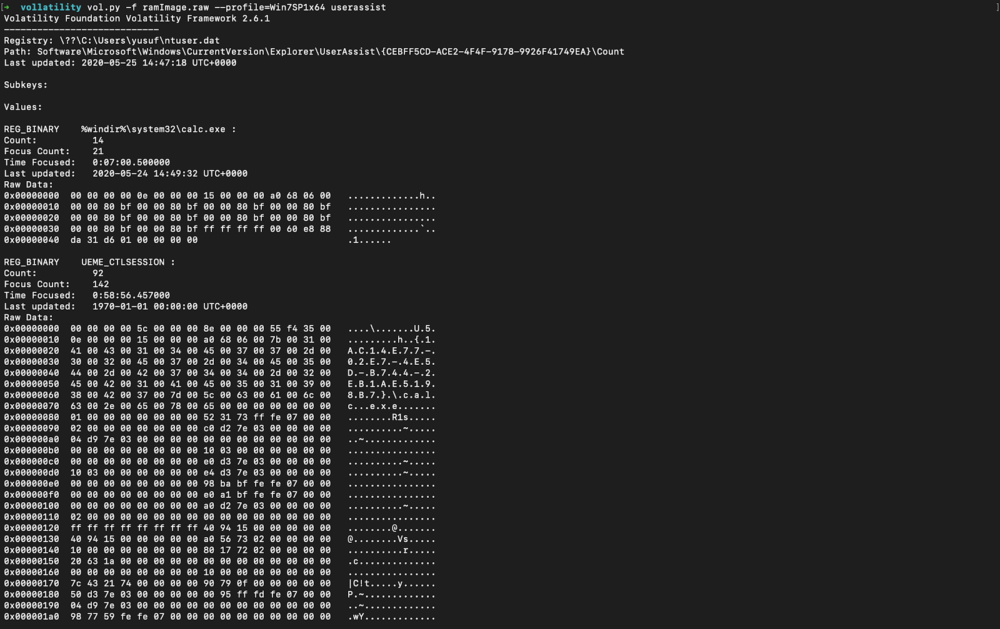 [➜  vollatility vol.py -f ramImage.raw --profile=Win7SP1x64 userassist ]
Volatility Foundation Volatility Framework 2.6.1
----------------------------
Registry: \??\C:\Users\yusuf\ntuser.dat
Path: Software\Microsoft\Windows\CurrentVersion\Explorer\UserAssist\{CEBFF5CD-ACE2-4F4F-9178-9926F41749EA}\Count
Last updated: 2020-05-25 14:47:18 UTC+0000
Subkeys:
Values:
REG_BINARY    %windir%\system32\calc.exe :
Count:          14
Focus Count:    21
Time Focused:   0:07:00.500000
Last updated:   2020-05-24 14:49:32 UTC+0000
Raw Data:
0x00000000  00 00 00 00 0e 00 00 00 15 00 00 00 a0 68 06 00   .............h..
0x00000010  00 00 80 bf 00 00 80 bf 00 00 80 bf 00 00 80 bf   ................
0x00000020  00 00 80 bf 00 00 80 bf 00 00 80 bf 00 00 80 bf   ................
0x00000030  00 00 80 bf 00 00 80 bf ff ff ff ff 00 60 e8 88   .............`..
0x00000040  da 31 d6 01 00 00 00 00                           .1......
REG_BINARY    UEME_CTLSESSION :
Count:          92
Focus Count:    142
Time Focused:   0:58:56.457000
Last updated:   1970-01-01 00:00:00 UTC+0000
Raw Data:
0x00000000  00 00 00 00 5c 00 00 00 8e 00 00 00 55 f4 35 00   ....\.......U.5.
0x00000010  0e 00 00 00 15 00 00 00 a0 68 06 00 7b 00 31 00   .........h..{.1.
0x00000020  41 00 43 00 31 00 34 00 45 00 37 00 37 00 2d 00   A.C.1.4.E.7.7.-.
0x00000030  30 00 32 00 45 00 37 00 2d 00 34 00 45 00 35 00   0.2.E.7.-.4.E.5.
0x00000040  44 00 2d 00 42 00 37 00 34 00 34 00 2d 00 32 00   D.-.B.7.4.4.-.2.
0x00000050  45 00 42 00 31 00 41 00 45 00 35 00 31 00 39 00   E.B.1.A.E.5.1.9.
0x00000060  38 00 42 00 37 00 7d 00 5c 00 63 00 61 00 6c 00   8.B.7.}.\.c.a.l.
0x00000070  63 00 2e 00 65 00 78 00 65 00 00 00 00 00 00 00   c...e.x.e.......
0x00000080  01 00 00 00 00 00 00 00 52 31 73 ff fe 07 00 00   ........R1s.....
0x00000090  02 00 00 00 00 00 00 00 c0 d2 7e 03 00 00 00 00   ..........~.....
0x000000a0  04 d9 7e 03 00 00 00 00 00 00 00 00 00 00 00 00   ..~.............
0x000000b0  00 00 00 00 00 00 00 00 10 03 00 00 00 00 00 00   ................
0x000000c0  00 00 00 00 00 00 00 00 e0 d3 7e 03 00 00 00 00   ..........~.....
0x000000d0  10 03 00 00 00 00 00 00 e4 d3 7e 03 00 00 00 00   ..........~.....
0x000000e0  00 00 00 00 00 00 00 00 98 ba bf fe fe 07 00 00   ................
0x000000f0  00 00 00 00 00 00 00 00 e0 a1 bf fe fe 07 00 00   ................
0x00000100  00 00 00 00 00 00 00 00 a0 d2 7e 03 00 00 00 00   ..........~.....
0x00000110  02 00 00 00 00 00 00 00 00 00 00 00 00 00 00 00   ................
0x00000120  ff ff ff ff ff ff ff ff 40 94 15 00 00 00 00 00   ........@.......
0x00000130  40 94 15 00 00 00 00 00 a0 56 73 02 00 00 00 00   @........Vs.....
0x00000140  10 00 00 00 00 00 00 00 80 17 72 02 00 00 00 00   ..........r.....
0x00000150  20 63 1a 00 00 00 00 00 00 00 00 00 00 00 00 00   .c..............
0x00000160  00 00 00 00 00 00 00 00 10 00 00 00 00 00 00 00   ................
0x00000170  7c 43 21 74 00 00 00 00 90 79 0f 00 00 00 00 00   |C!t.....y......
0x00000180  50 d3 7e 03 00 00 00 00 00 95 ff fd fe 07 00 00   P.~.............
0x00000190  04 d9 7e 03 00 00 00 00 00 00 00 00 00 00 00 00   ..~.............
0x000001a0  98 77 59 fe fe 07 00 00 00 00 00 00 00 00 00 00   .wY.............